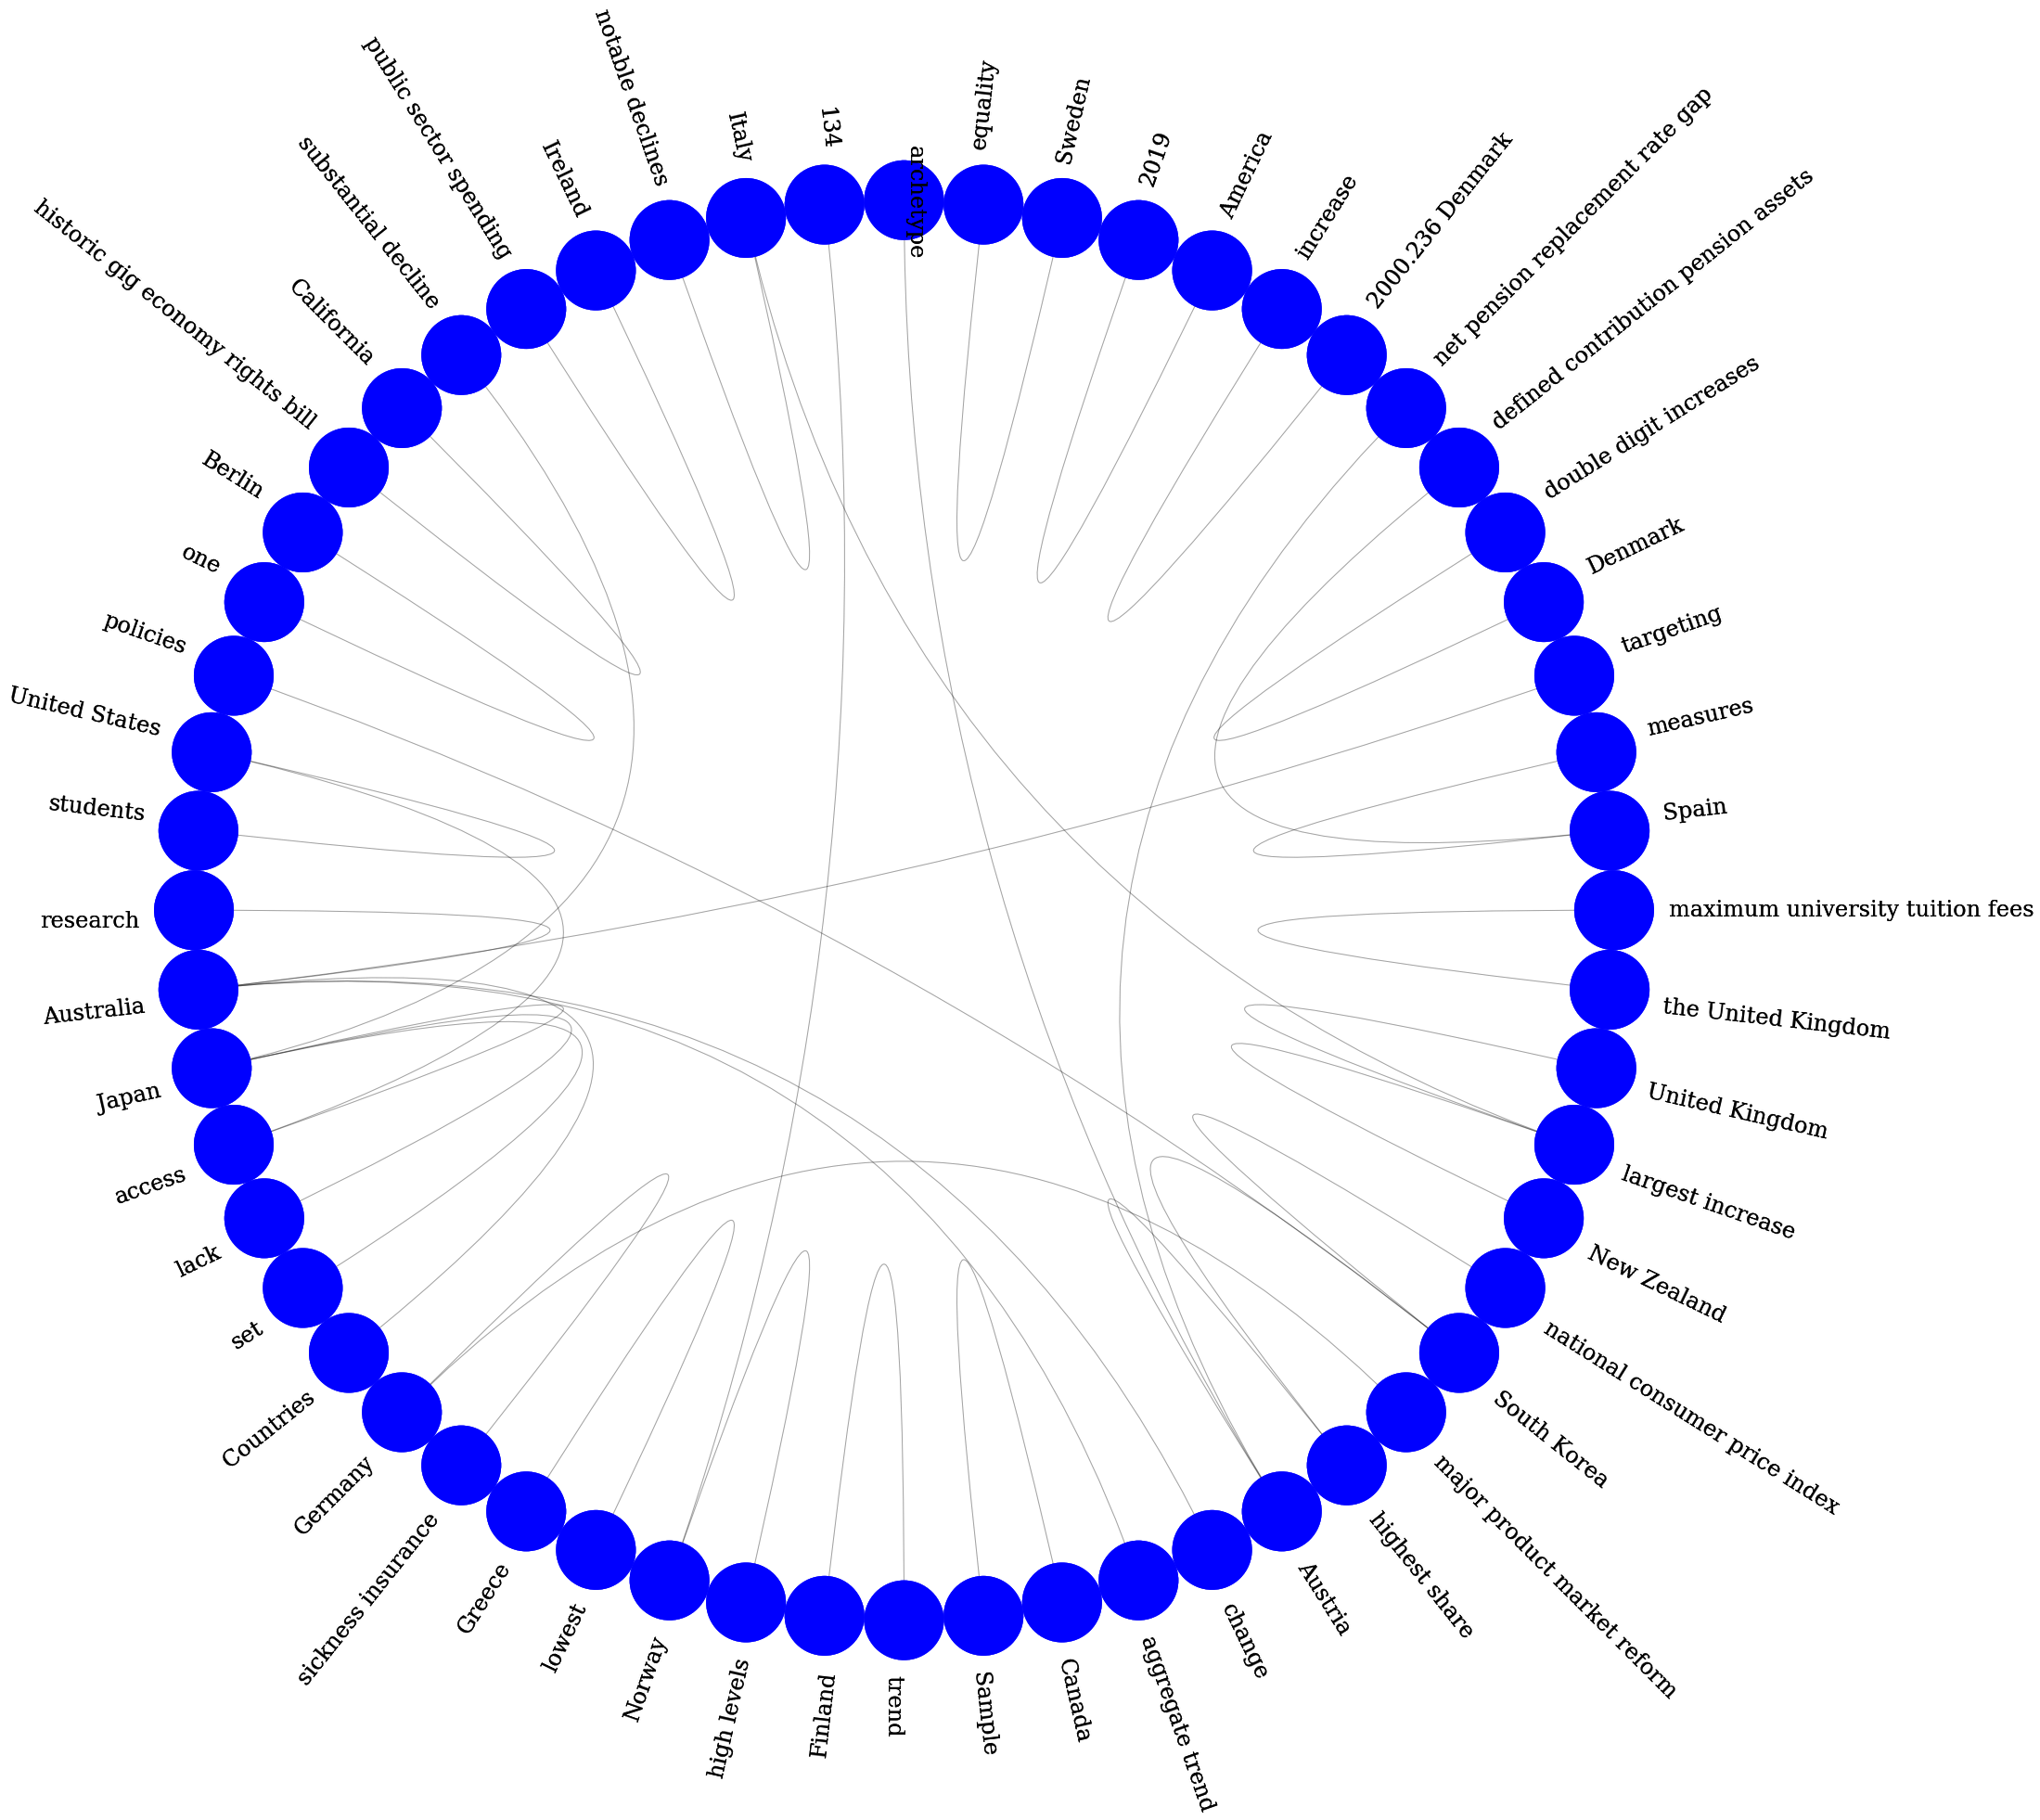 archetype
equality
Sweden
2019
America
increase
2000.236 Denmark
net pension replacement rate gap
defined contribution pension assets
double digit increases
Denmark
targeting
measures
Spain
maximum university tuition fees
the United Kingdom
United Kingdom
largest increase
New Zealand
national consumer price index
South Korea
major product market reform
highest share
Austria
change
aggregate trend
Canada
Sample
trend
Finland
high levels
Norway
lowest
Greece
sickness insurance
Germany
Countries
set
lack
access
Japan
Australia
research
students
United States
policies
one
Berlin
historic gig economy rights bill
California
substantial decline
public sector spending
Ireland
notable declines
Italy
134